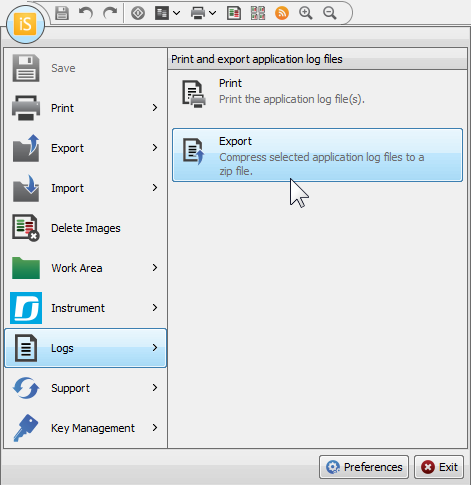 iS
Save
Print
Export
Import
Delete Images
Work Area
Instrument
Logs
Support
Key Management
Print and export application log files
Print
Print the application log file(s).
Export
Compress selected application log files to a
zip file.
Preferences
Exit